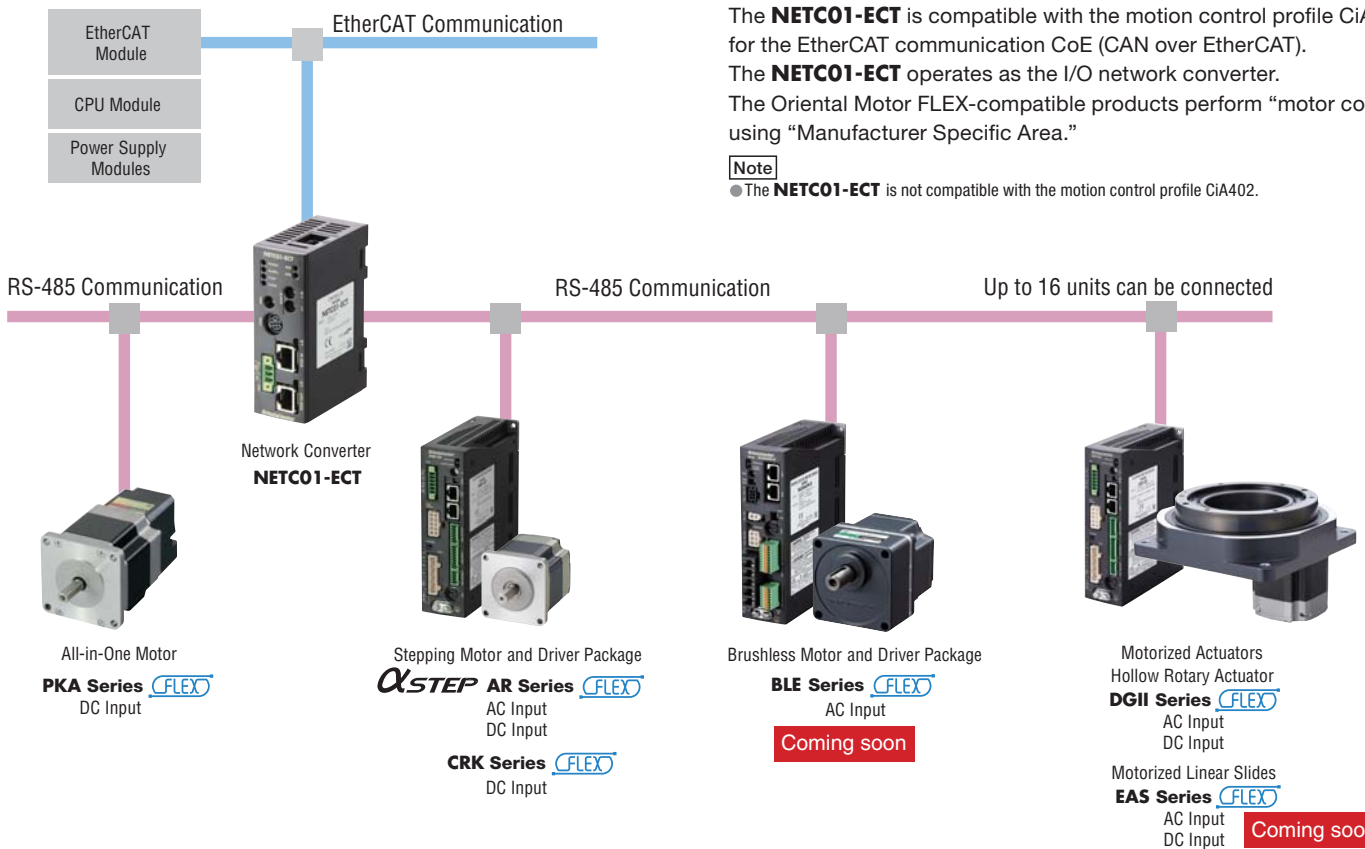 EtherCAT
Module
CPU Module
Power Supply
Modules
EtherCAT Communication
The NETC01-ECT is compatible with the motion control profile
for the EtherCAT communication CoE (CAN over EtherCAT).
The NETC01-ECT operates as the I/O network converter.
The Oriental Motor FLEX-compatible products perform “motor
using “Manufacturer Specific Area.”
Note
●The NETC01-ECT is not compatible with the motion control profile CiA402.
RS-485 Communication
RS-485 Communication
Up to 16 units can be connected
NETC01-ECT
NETC01-ECT
Network Converter
NETC01-ECT
All-in-One Motor
PKA Series FLEX
DC Input
Stepping Motor and Driver Package
αSTEP AR Series FLEX
AC Input
DC Input
CRK Series FLEX
DC Input
Brushless Motor and Driver Package
BLE Series FLEX
AC Input
Coming soon
Motorized Actuators
Hollow Rotary Actuator
DGII Series FLEX
AC Input
DC Input
Motorized Linear Slides
EAS Series FLEX
AC Input
DC Input
Coming soo